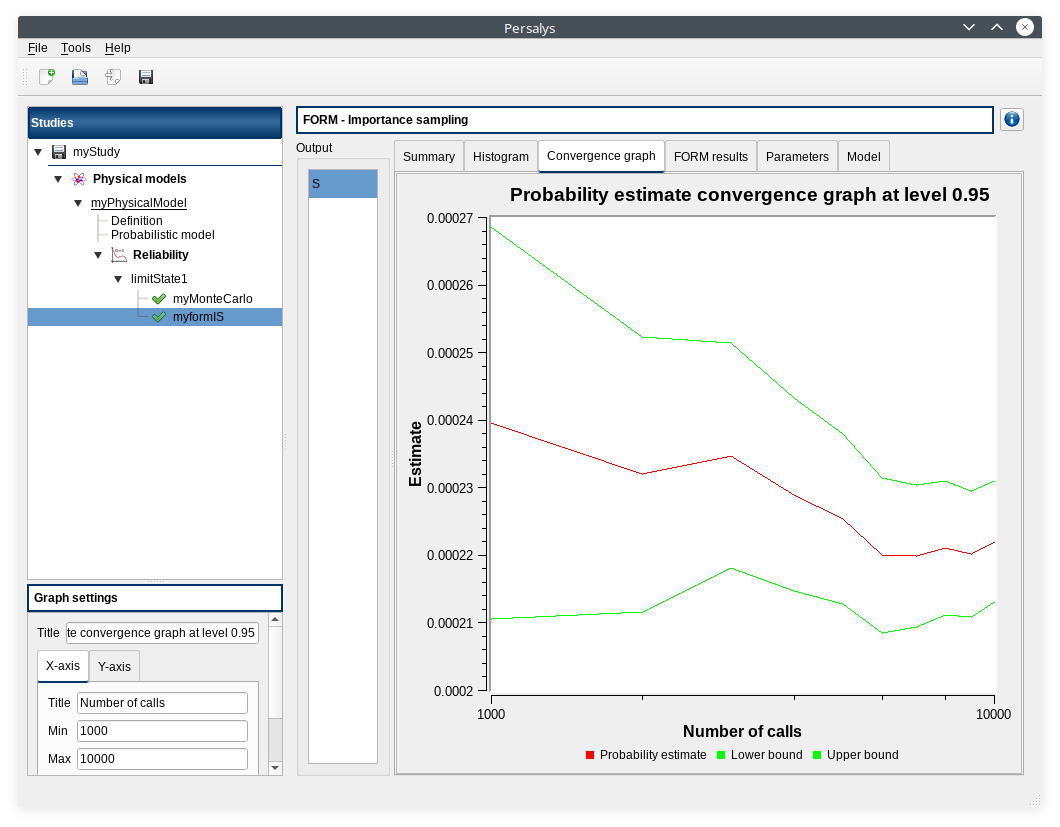 Persalys
File Tools Help
Studies
myStudy
Physical models
myPhysicalModel
Definition
Probabilistic model
Reliability
limitState1
myMonteCarlo
myformIS
Graph settings
Title te convergence graph at level 0.95
X-axis Y-axis
Title Number of calls
Min 1000
Max 10000
FORM - Importance sampling
Output
S
Summary Histogram Convergence graph FORM results Parameters Model
Probability estimate convergence graph at level 0.95
Estimate
0.00027
0.00026
0.00025
0.00024
0.00023
0.00022
0.00021
0.0002
1000 10000
Number of calls
Probability estimate Lower bound Upper bound